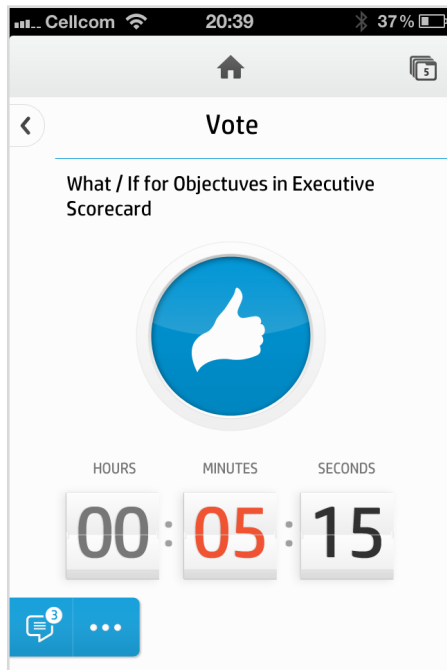 Cellcom 20:39 37%
5
Vote
What / If for Objectuves in Executive
Scorecard
HOURS MINUTES SECONDS
00 : 05 : 15
3